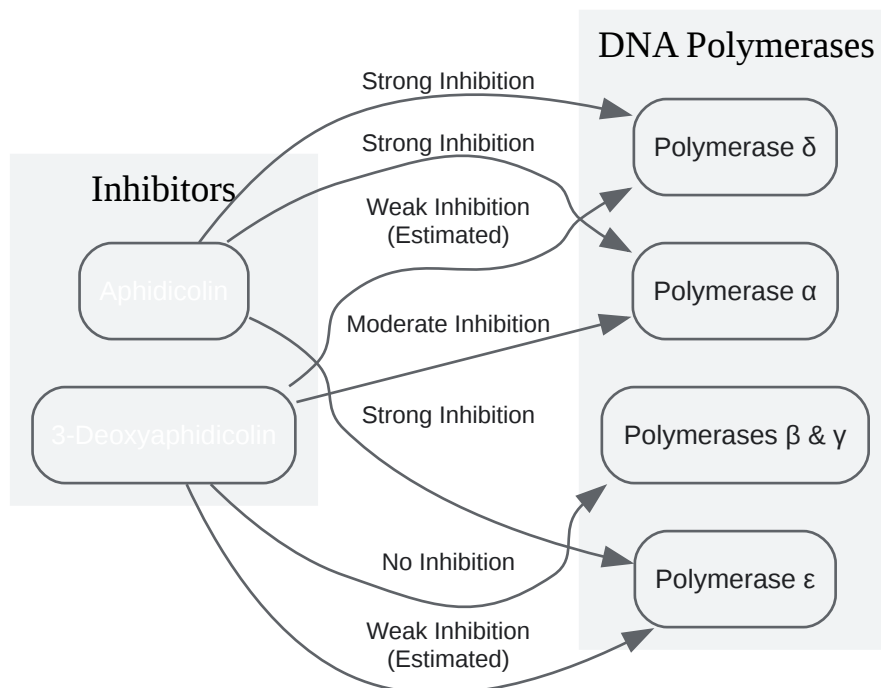 DNA Polymerases
Strong Inhibition
Strong Inhibition
Polymerase δ
Inhibitors
Weak Inhibition
(Estimated)
Aphidicolin
Polymerase α
Moderate Inhibition
Strong Inhibition
3-Deoxyaphidicolin
Polymerases β & γ
No Inhibition
Polymerase ε
Weak Inhibition
(Estimated)